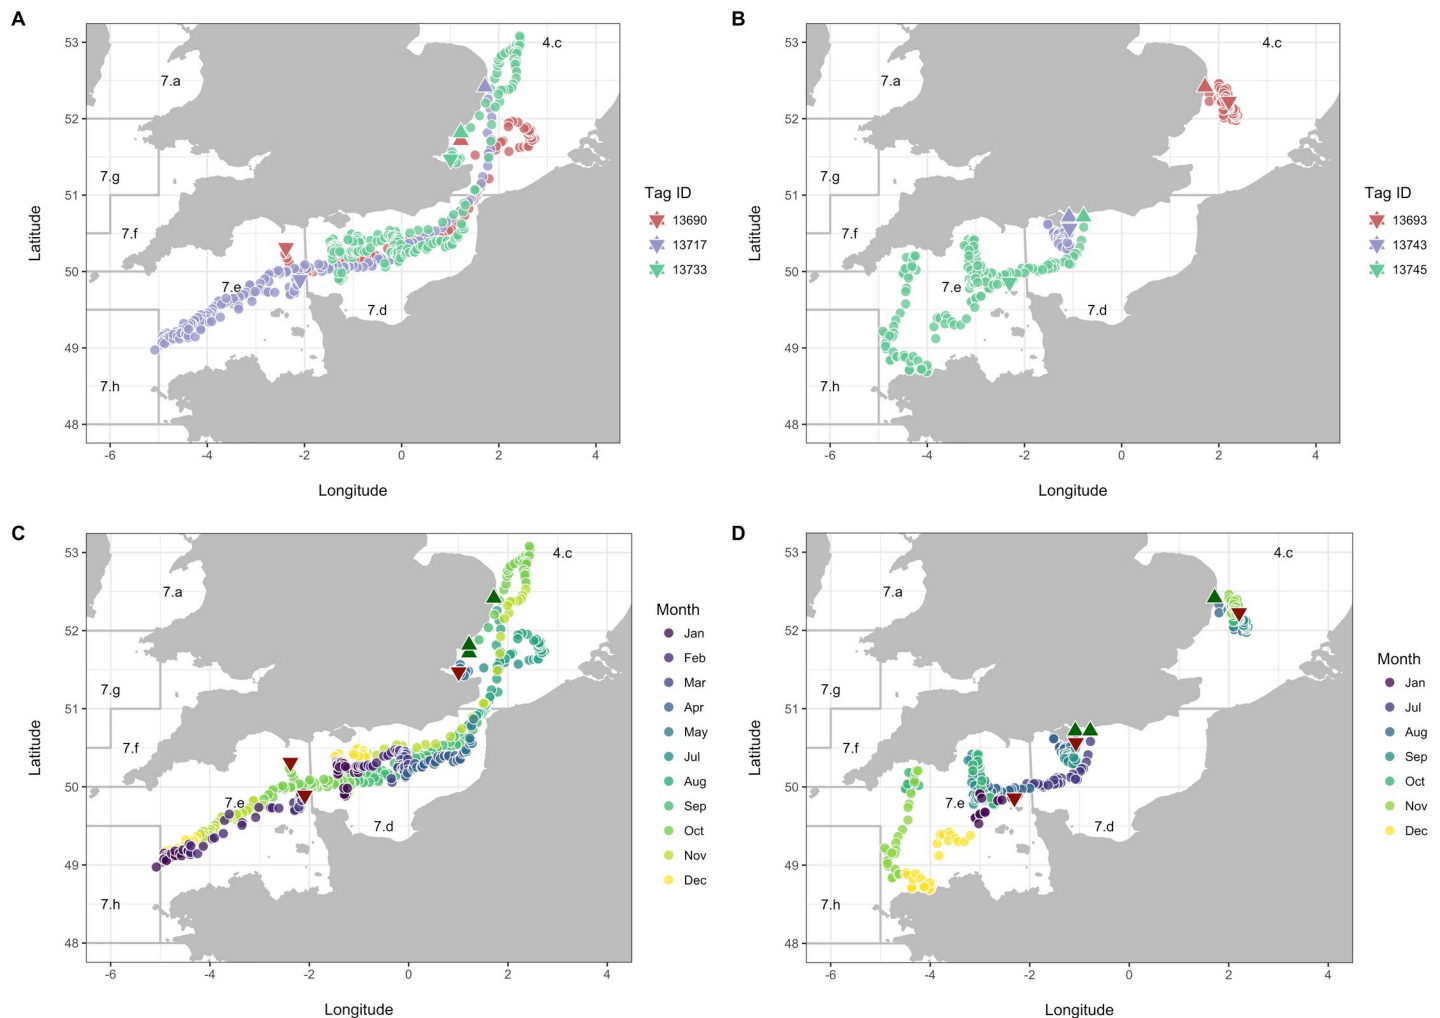 A
53
52
51
50
49
48
Latitude
-6
-4
-2
0
2
4
Longitude
4.c
7.a
7.g
7.f
7.e
7.d
7.h
Tag ID
13690
13717
13733
B
53
52
51
50
49
48
Latitude
-6
-4
-2
0
2
4
Longitude
4.c
7.a
7.g
7.f
7.e
7.d
7.h
Tag ID
13693
13743
13745
C
53
52
51
50
49
48
Latitude
-6
-4
-2
0
2
4
Longitude
4.c
7.a
7.g
7.f
7.e
7.d
7.h
Month
Jan
Feb
Mar
Apr
May
Jul
Aug
Sep
Oct
Nov
Dec
D
53
52
51
50
49
48
Latitude
-6
-4
-2
0
2
4
Longitude
4.c
7.a
7.g
7.f
7.e
7.d
7.h
Month
Jan
Jul
Aug
Sep
Oct
Nov
Dec